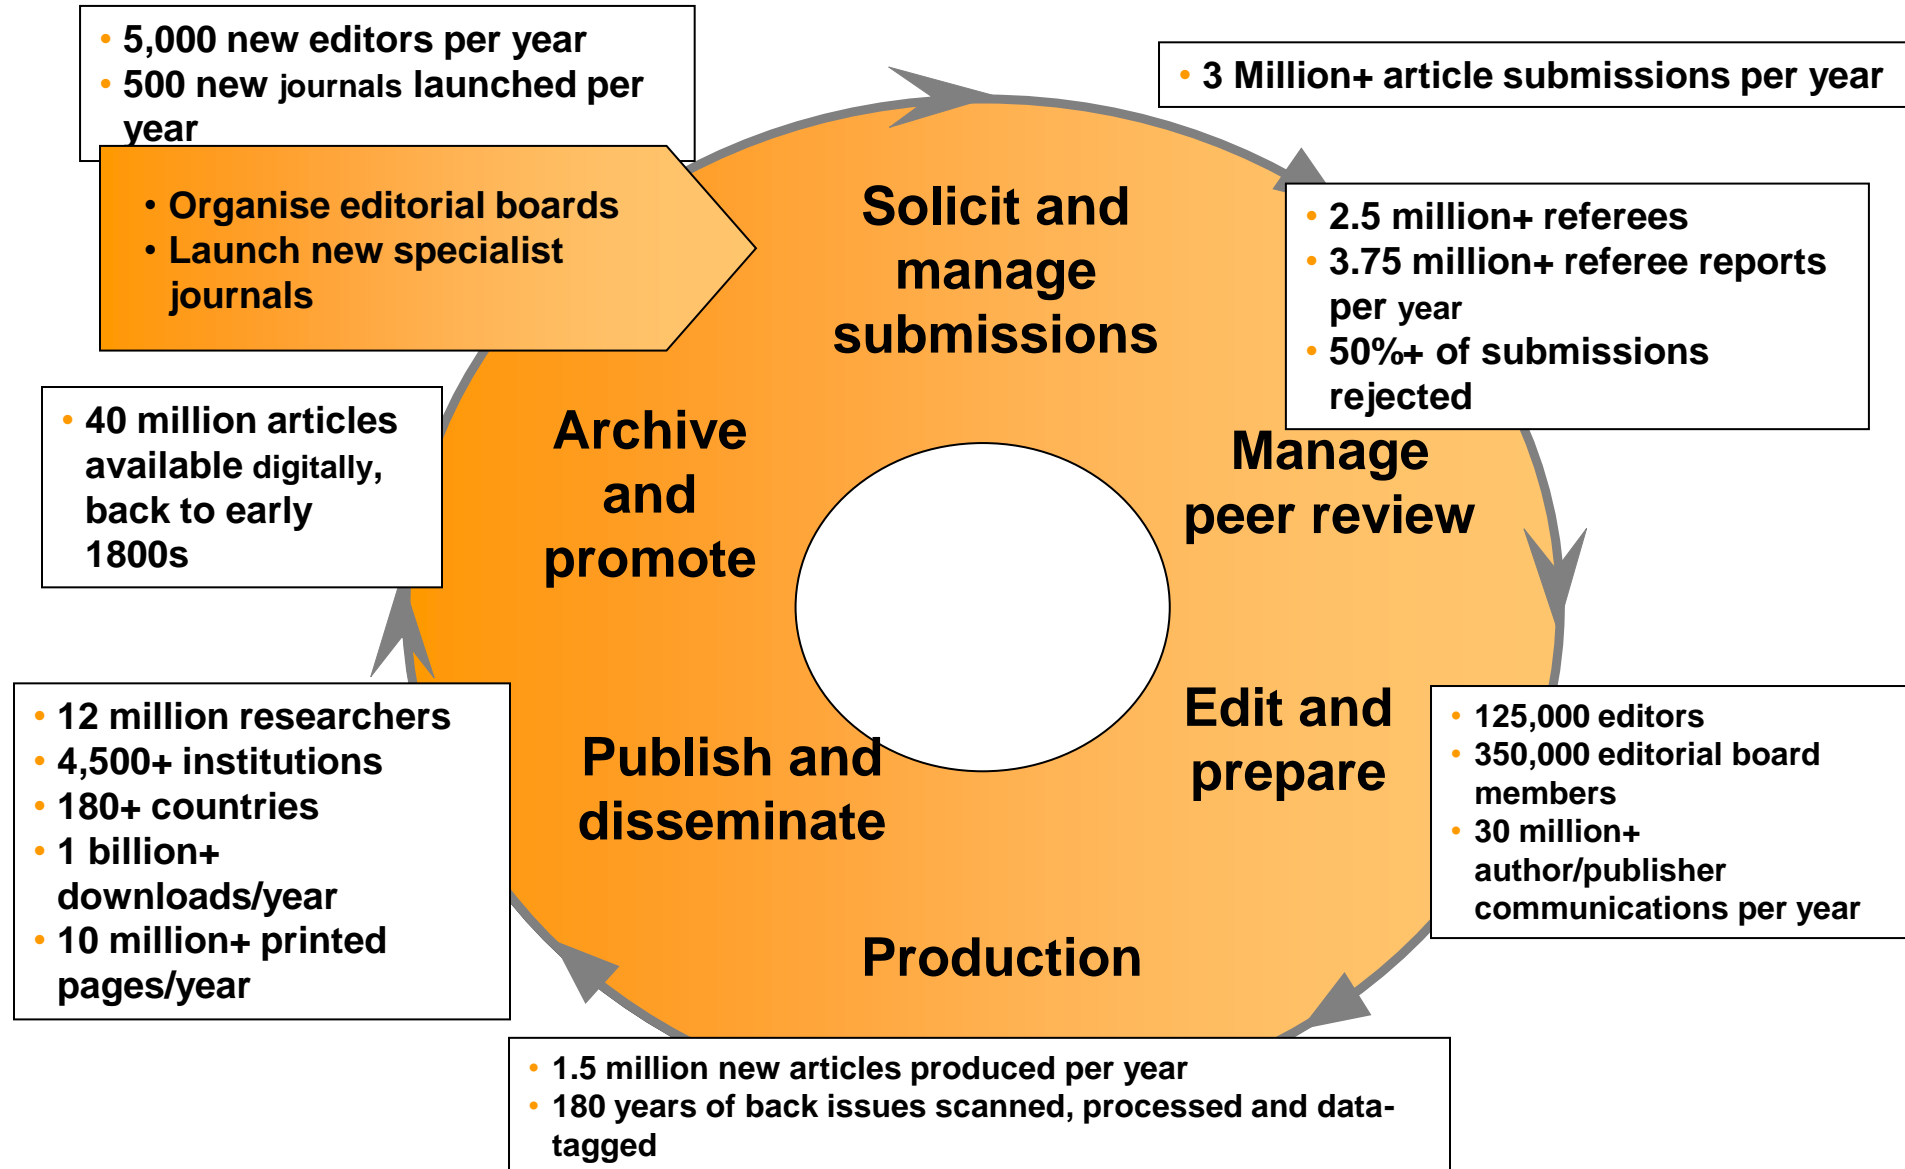 • 5,000 new editors per year
• 500 new journals launched per
year
• Organise editorial boards
• Launch new specialist
journals
• 3 Million+ article submissions per year
Solicit and
manage
submissions
• 2.5 million+ referees
• 3.75 million+ referee reports
per year
• 50%+ of submissions
rejected
Manage
peer review
Edit and
prepare
• 125,000 editors
• 350,000 editorial board
members
• 30 million+
author/publisher
communications per year
Production
• 1.5 million new articles produced per year
• 180 years of back issues scanned, processed and data-
tagged
Publish and
disseminate
• 12 million researchers
• 4,500+ institutions
• 180+ countries
• 1 billion+
downloads/year
• 10 million+ printed
pages/year
Archive
and
promote
• 40 million articles
available digitally,
back to early
1800s